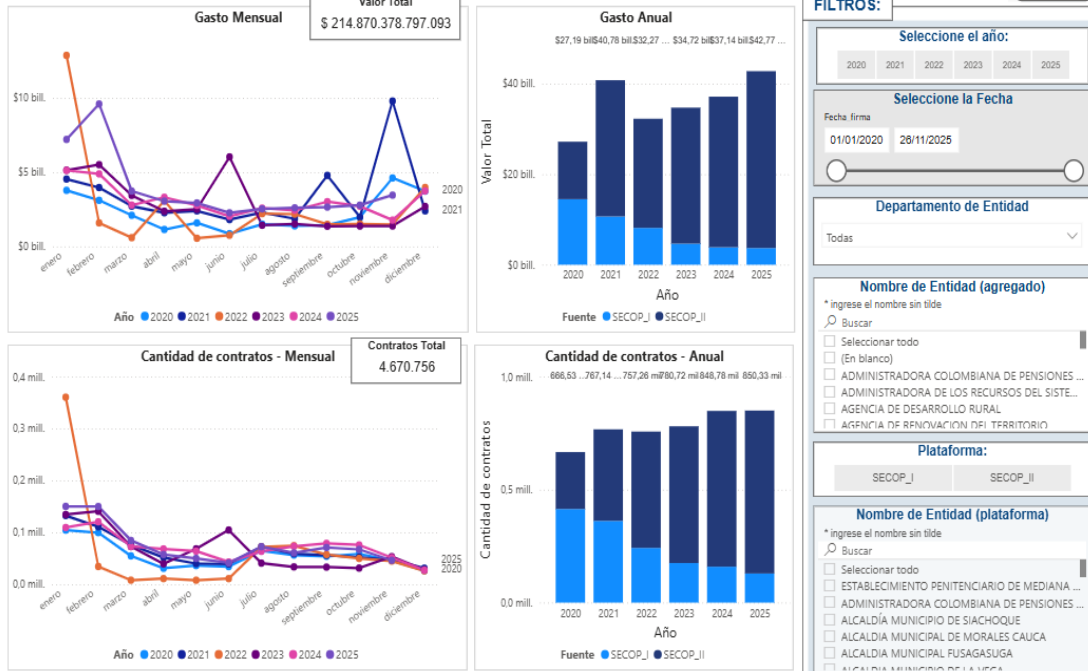 Gasto Mensual
Valor Total
$ 214.870.378.797.093
$10 bill.
$5 bill.
$0 bill.
2020
2021
enero
febrero
marzo
abril
mayo
junio
julio
agosto
septiembre
octubre
noviembre
diciembre
Año 2020 2021 2022 2023 2024 2025
Gasto Anual
$27,19 bill $40,78 bill $32,27 ... $34,72 bill $37,14 bill $42,77 ...
Valor Total
$40 bill.
$20 bill.
$0 bill.
2020 2021 2022 2023 2024 2025
Año
Fuente SECOP_I SECOP_II
Cantidad de contratos - Mensual
Contratos Total
4.670.756
0,4 mill.
0,3 mill.
0,2 mill.
0,1 mill.
0,0 mill.
2025
2020
enero
febrero
marzo
abril
mayo
junio
julio
agosto
septiembre
octubre
noviembre
diciembre
Año 2020 2021 2022 2023 2024 2025
Cantidad de contratos - Anual
666,53 ... 767,14 ... 757,26 mil 780,72 mil 848,78 mil 850,33 mil
Cantidad de contratos
1,0 mill.
0,5 mill.
0,0 mill.
2020 2021 2022 2023 2024 2025
Año
Fuente SECOP_I SECOP_II
FILTROS:
Seleccione el año:
2020 2021 2022 2023 2024 2025
Seleccione la Fecha
Fecha firma
01/01/2020 26/11/2025
Departamento de Entidad
Todas
Nombre de Entidad (agregado)
* ingrese el nombre sin tilde
Buscar
Seleccionar todo
(En blanco)
ADMINISTRADORA COLOMBIANA DE PENSIONES ...
ADMINISTRADORA DE LOS RECURSOS DEL SISTE...
AGENCIA DE DESARROLLO RURAL
AGENCIA DE RENOVACION DEL TERRITORIO
Plataforma:
SECOP_I SECOP_II
Nombre de Entidad (plataforma)
* ingrese el nombre sin tilde
Buscar
Seleccionar todo
ESTABLECIMIENTO PENITENCIARIO DE MEDIANA ...
ADMINISTRADORA COLOMBIANA DE PENSIONES ...
ALCALDÍA MUNICIPIO DE SIACHOQUE
ALCALDIA MUNICIPAL DE MORALES CAUCA
ALCALDIA MUNICIPAL FUSAGASUGA
ALCALDIA MUNICIPIO DE LA VEGA